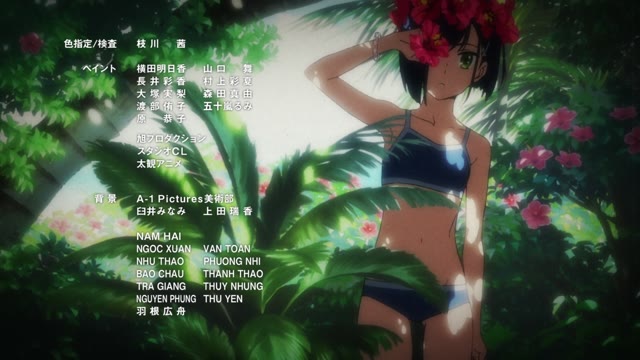 色指定/検査 枝川 茜
ペイント 横田明日香 山口 舞
長井彩香 村上彩夏
大塚実梨 森田真由
渡部侑子 五十嵐るみ
原 恭子
旭プロダクション
スタジオCL
太観アニメ
背景 A-1 Pictures美術部
臼井みなみ 上田瑞香
NAM HAI
NGOC XUAN VAN TOAN
NHU THAO PHUONG NHI
BAO CHAU THANH THAO
TRA GIANG THUY NHUNG
NGUYEN PHUNG THU YEN
羽根広舟